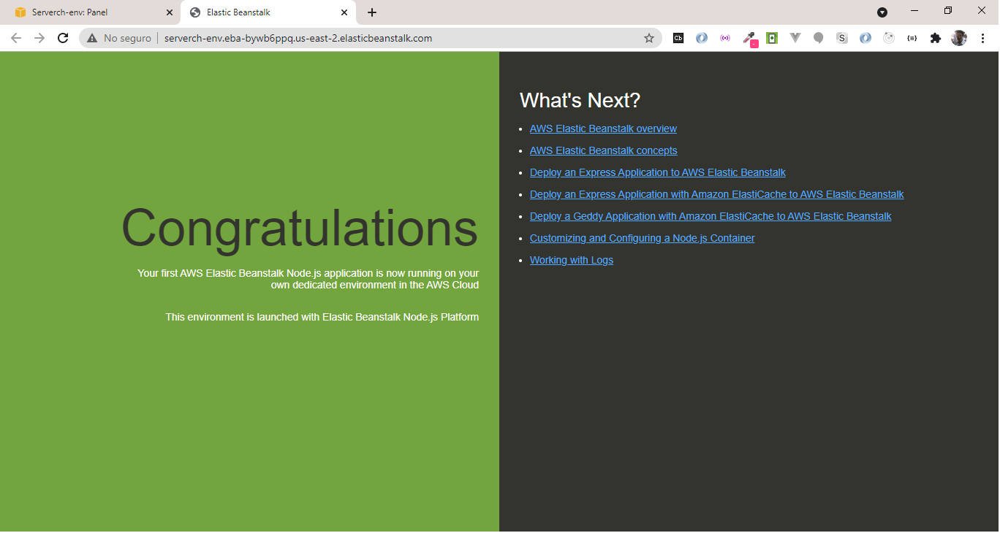 Serverch-env: Panel
Elastic Beanstalk
No seguro
serverch-env.eba-bywb6ppq.us-east-2.elasticbeanstalk.com
Congratulations
Your first AWS Elastic Beanstalk Node.js application is now running on your
own dedicated environment in the AWS Cloud
This environment is launched with Elastic Beanstalk Node.js Platform
What's Next?
AWS Elastic Beanstalk overview
AWS Elastic Beanstalk concepts
Deploy an Express Application to AWS Elastic Beanstalk
Deploy an Express Application with Amazon ElastiCache to AWS Elastic Beanstalk
Deploy a Geddy Application with Amazon ElastiCache to AWS Elastic Beanstalk
Customizing and Configuring a Node.js Container
Working with Logs